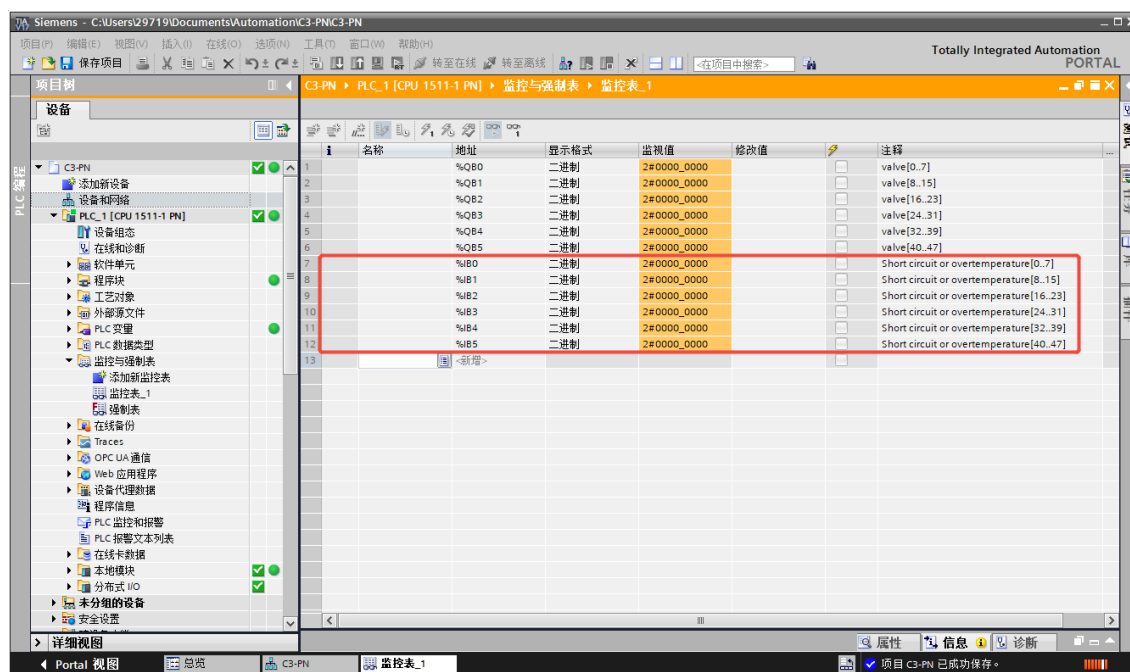 Siemens - C:\Users\29719\Documents\Automation\C3-PN\C3-PN
项目(P) 编辑(E) 视图(V) 插入(I) 在线(O) 选项(N) 工具(T) 窗口(W) 帮助(H)
Totally Integrated Automation
PORTAL
保存项目 转至在线 转至离线 <在项目中搜索>
项目树
C3-PN PLC_1 [CPU 1511-1 PN] 监控与强制表 监控表_1
设备
PLC 编程
i 名称 地址 显示格式 监视值 修改值 注释 ...
1 %QB0 二进制 2#0000_0000 valve[0..7]
2 %QB1 二进制 2#0000_0000 valve[8..15]
3 %QB2 二进制 2#0000_0000 valve[16..23]
4 %QB3 二进制 2#0000_0000 valve[24..31]
5 %QB4 二进制 2#0000_0000 valve[32..39]
6 %QB5 二进制 2#0000_0000 valve[40..47]
7 %IB0 二进制 2#0000_0000 Short circuit or overtemperature[0..7]
8 %IB1 二进制 2#0000_0000 Short circuit or overtemperature[8..15]
9 %IB2 二进制 2#0000_0000 Short circuit or overtemperature[16..23]
10 %IB3 二进制 2#0000_0000 Short circuit or overtemperature[24..31]
11 %IB4 二进制 2#0000_0000 Short circuit or overtemperature[32..39]
12 %IB5 二进制 2#0000_0000 Short circuit or overtemperature[40..47]
13 <新增>
C3-PN
添加新设备
设备和网络
PLC_1 [CPU 1511-1 PN]
设备组态
在线和诊断
软件单元
程序块
工艺对象
外部源文件
PLC 变量
PLC 数据类型
监控与强制表
添加新监控表
监控表_1
强制表
在线备份
Traces
OPC UA 通信
Web 应用程序
设备代理数据
程序信息
PLC 监控和报警
PLC 报警文本列表
在线卡数据
本地模块
分布式 I/O
未分组的设备
安全设置
详细视图
属性 信息 诊断
Portal 视图 总览 C3-PN 监控表_1 项目 C3-PN 已成功保存。